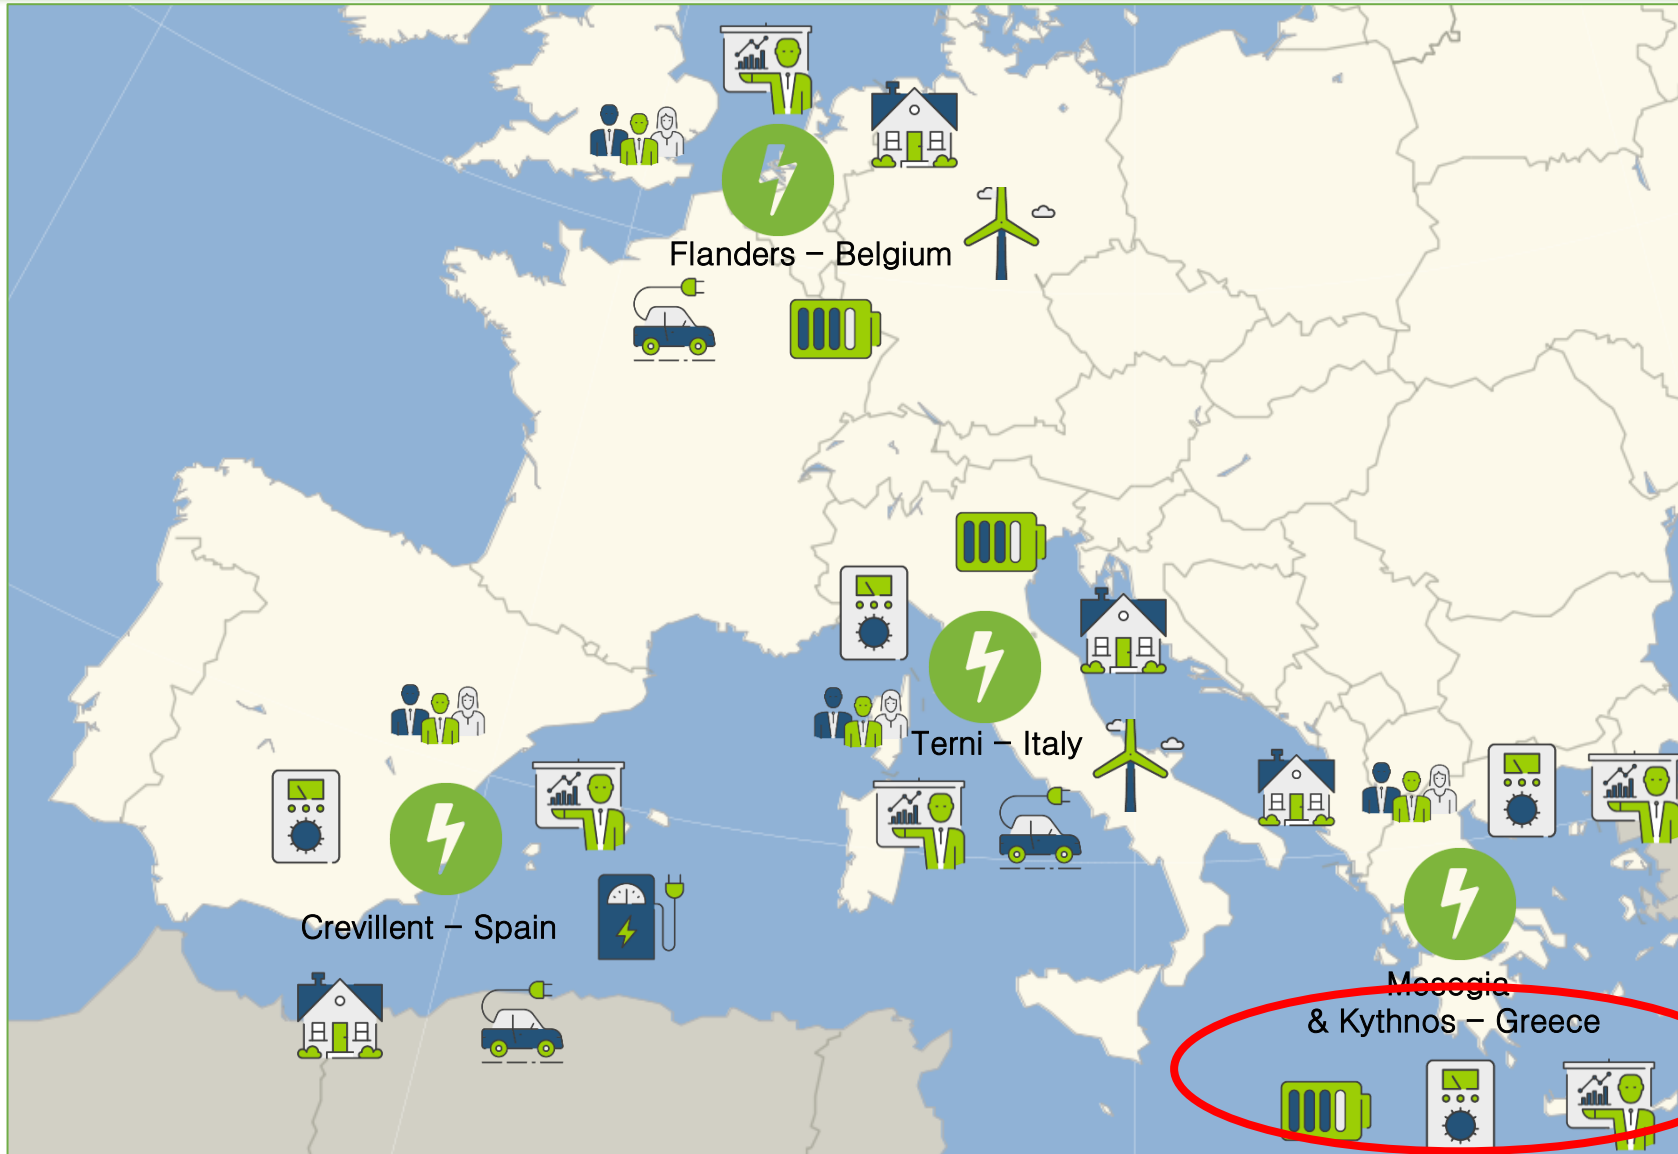 Flanders – Belgium
Terni – Italy
Crevillent – Spain
Mesogia
& Kythnos – Greece